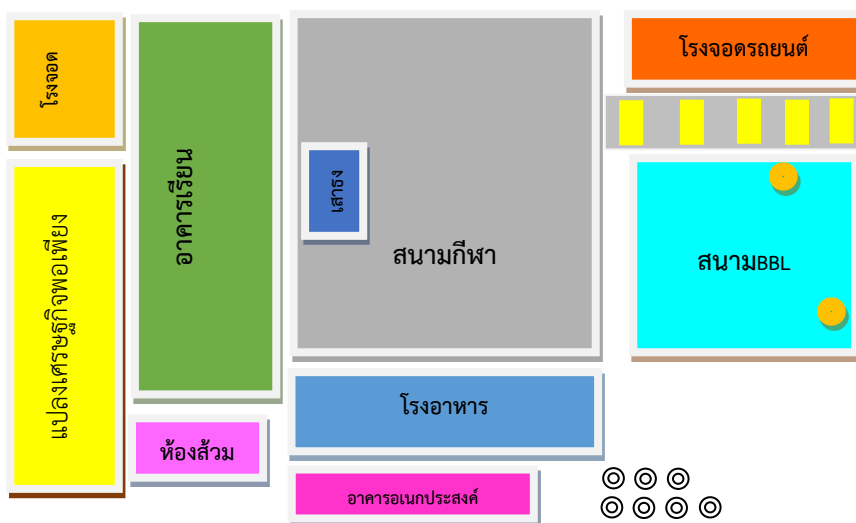 โรงจอด
อาคารเรียน
โรงจอดรถยนต์
เสาธง
สนามกีฬา
สนามBBL
แปลงเศรษฐกิจพอเพียง
โรงอาหาร
ห้องส้วม
อาคารอเนกประสงค์